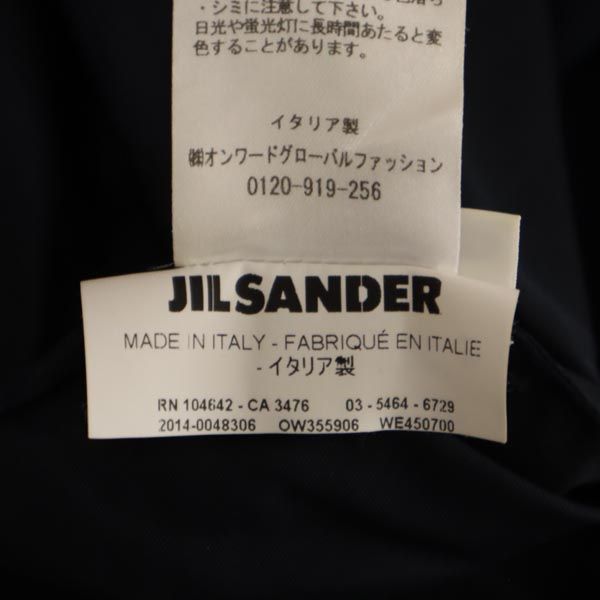 ・シミに注意して下さい。
日光や蛍光灯に長時間あたると変
色することがあります。
イタリア製
㈱オンワードグローバルファッション
0120-919-256
JIL SANDER
MADE IN ITALY - FABRIQUÉ EN ITALIE
- イタリア製
RN 104642 - CA 3476 03 - 5464 - 6729
2014-0048306 OW355906 WE450700